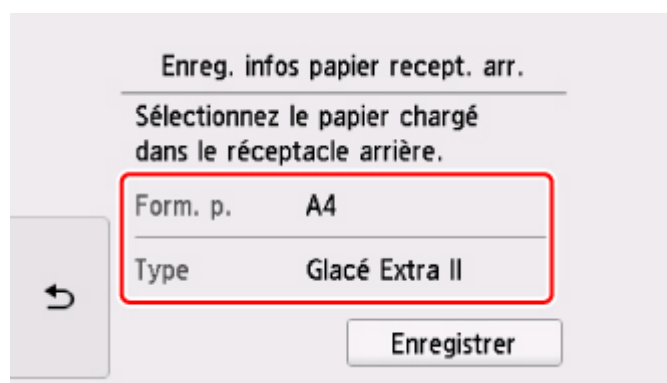 Enreg. infos papier recept. arr.
Sélectionnez le papier chargé
dans le réceptacle arrière.
Form. p. A4
Type Glacé Extra II
Enregistrer